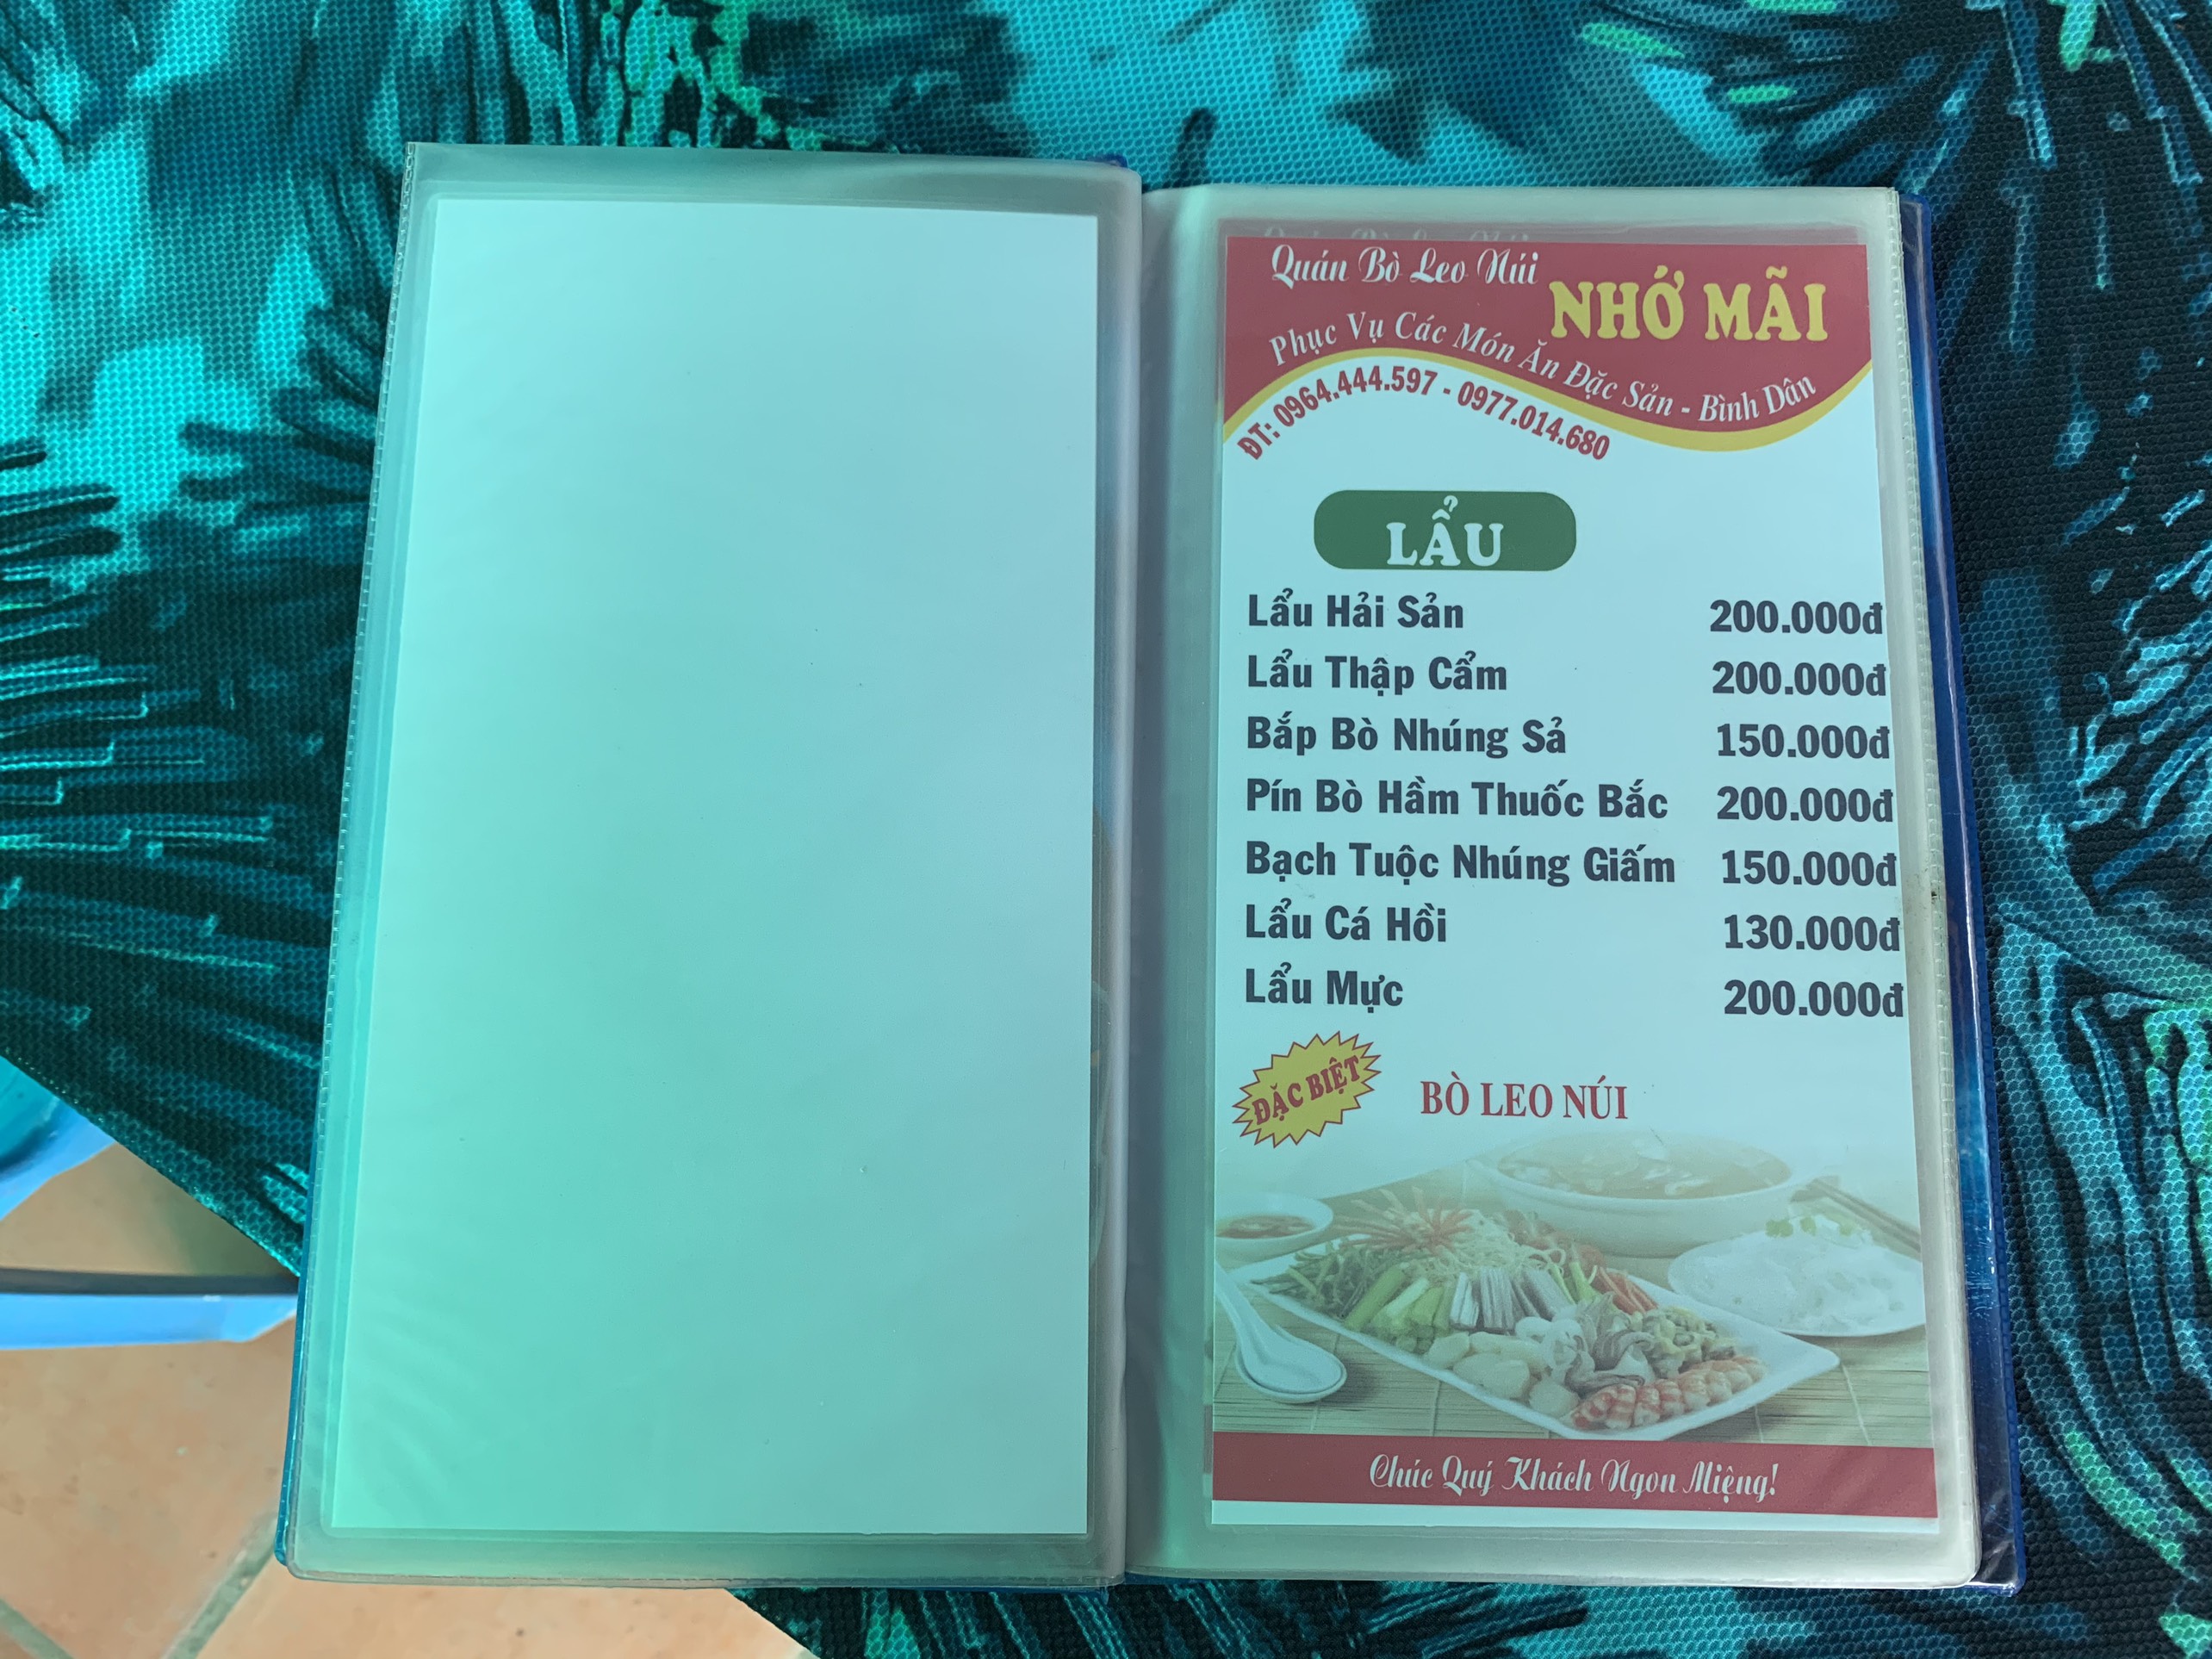 Quán Bò Leo Núi
NHỚ MÃI
Phục Vụ Các Món Ăn Đặc Sản - Bình Dân
ĐT: 0964.444.597 - 0977.014.680
LẨU
Lẩu Hải Sản 200.000đ
Lẩu Thập Cẩm 200.000đ
Bắp Bò Nhúng Sả 150.000đ
Pín Bò Hầm Thuốc Bắc 200.000đ
Bạch Tuộc Nhúng Giấm 150.000đ
Lẩu Cá Hồi 130.000đ
Lẩu Mực 200.000đ
ĐẶC BIỆT
BÒ LEO NÚI
Chúc Quý Khách Ngon Miệng!